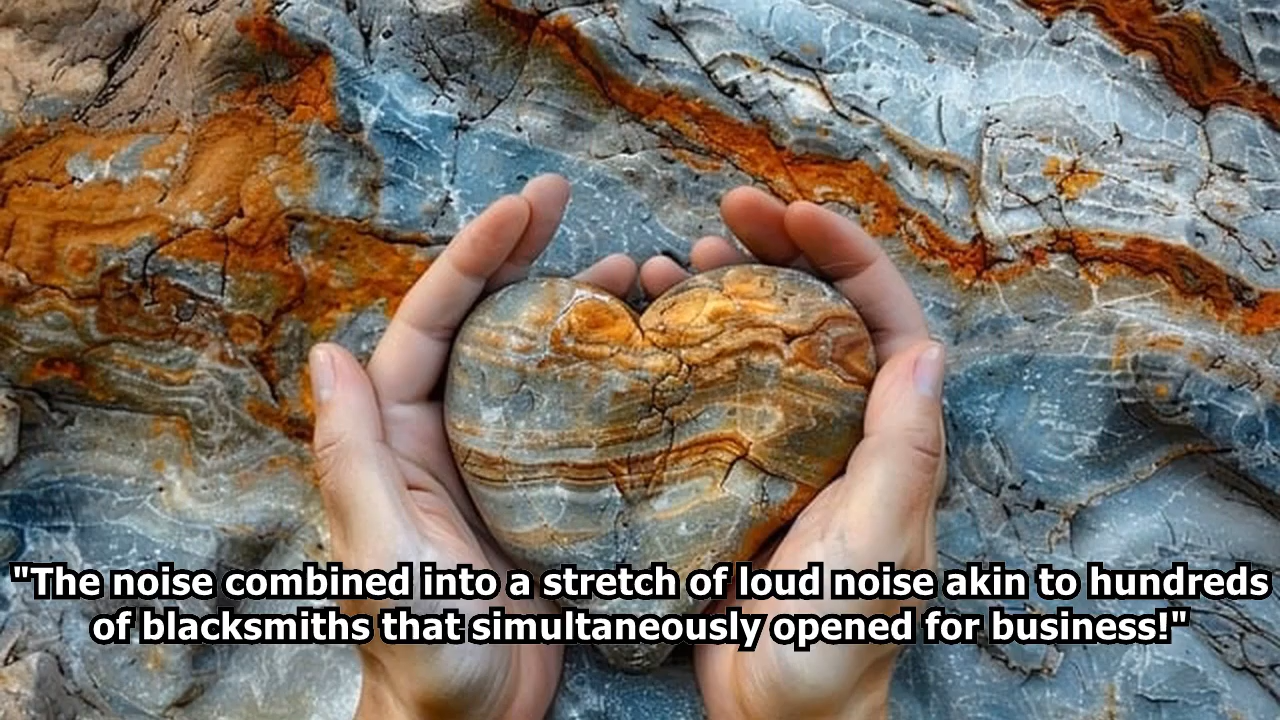 "The noise combined into a stretch of loud noise akin to hundreds
of blacksmiths that simultaneously opened for business!"